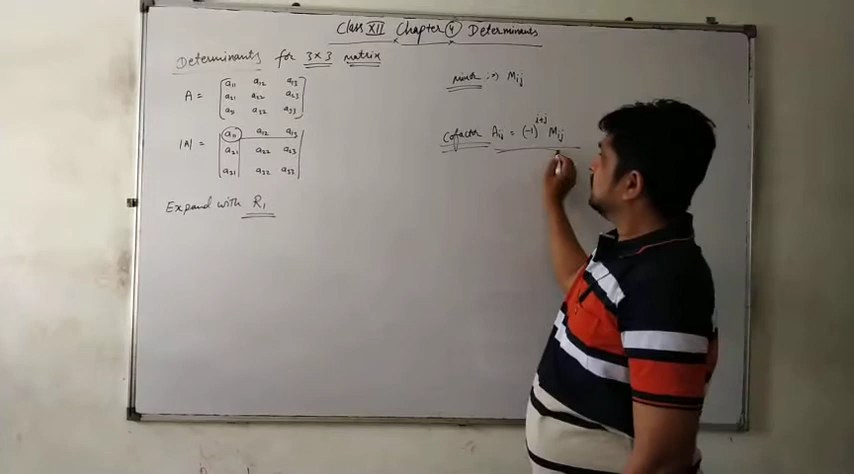 Class XII Chapter 4 Determinants
Determinants for 3×3 matrix
A = [a11 a12 a13
a21 a22 a23
a31 a32 a33]
|A| = |a11 a12 a13
a21 a22 a23
a31 a32 a33|
Expand with R1
minor => Mij
Cofactor Aij = (-1)^i+j Mij